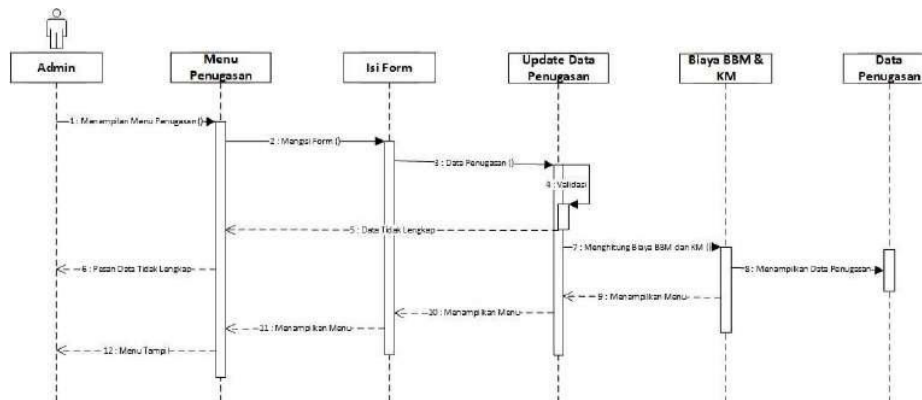 Admin
Menu
Penugasan
Isi Form
Update Data
Penugasan
Biaya BBM &
KM
Data
Penugasan
1 : Menampilan Menu Penugasan ()
2 : Mengisi Form ()
3 : Data Penugasan ()
4 : Validasi
5 : Data Tidak Lengkap
6 : Pesan Data Tidak Lengkap
7 : Menghitung Biaya BBM dan KM ()
8 : Menampilkan Data Penugasan
9 : Menampilkan Menu
10 : Menampilkan Menu
11 : Menampilkan Menu
12 : Menu Tampil